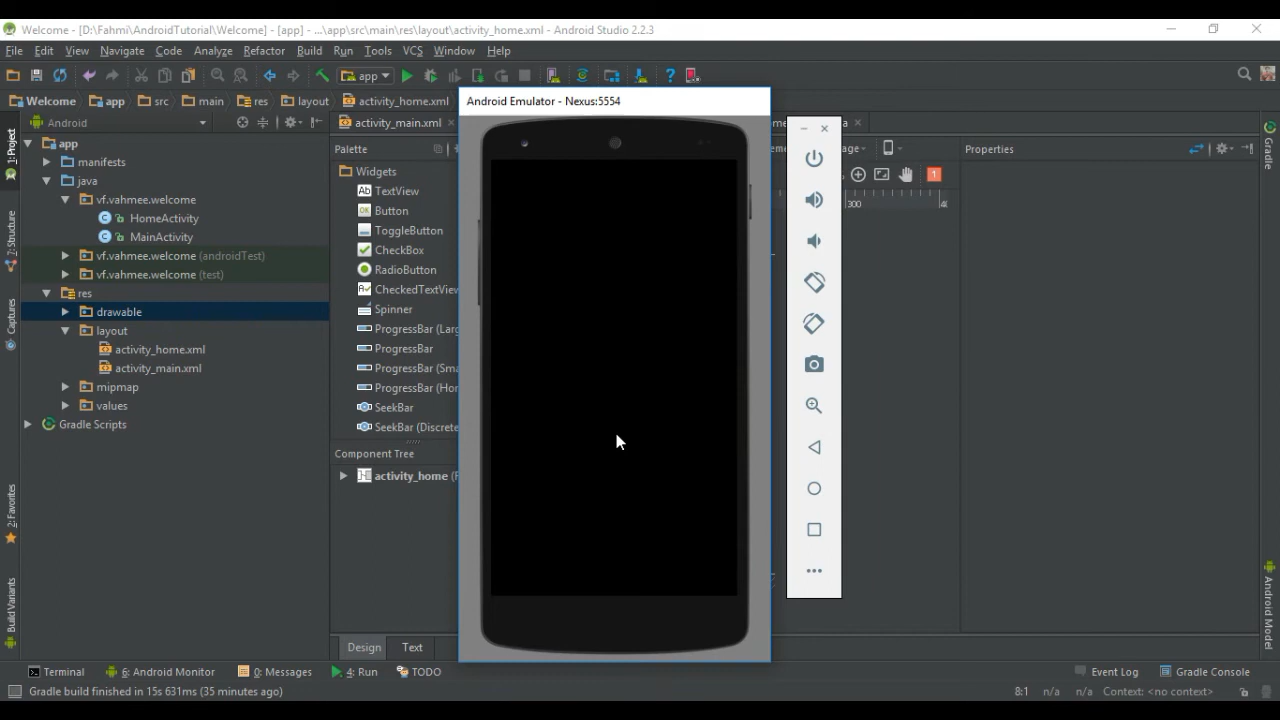 Welcome - [D:\Fahmi\AndroidTutorial\Welcome] - [app] - ...\app\src\main\res\layout\activity_home.xml - Android Studio 2.2.3
File Edit View Navigate Code Analyze Refactor Build Run Tools VCS Window Help
app
Welcome app src main res layout activity_home.xml
Android Emulator - Nexus:5554
Android
activity_main.xml
1: Project
7: Structure
Captures
2: Favorites
Build Variants
app
manifests
java
vf.vahmee.welcome
HomeActivity
MainActivity
vf.vahmee.welcome (androidTest)
vf.vahmee.welcome (test)
res
drawable
layout
activity_home.xml
activity_main.xml
mipmap
values
Gradle Scripts
Palette
Widgets
Ab TextView
OK Button
ToggleButton
CheckBox
RadioButton
CheckedTextView
Spinner
ProgressBar (Larg
ProgressBar
ProgressBar (Sma
ProgressBar (Hor
SeekBar
SeekBar (Discrete
Component Tree
activity_home (
Design Text
1
300
Properties
Gradle
Android Model
Terminal 6: Android Monitor 0: Messages 4: Run TODO Event Log Gradle Console
Gradle build finished in 15s 631ms (35 minutes ago) 8:1 n/a n/a Context: <no context>